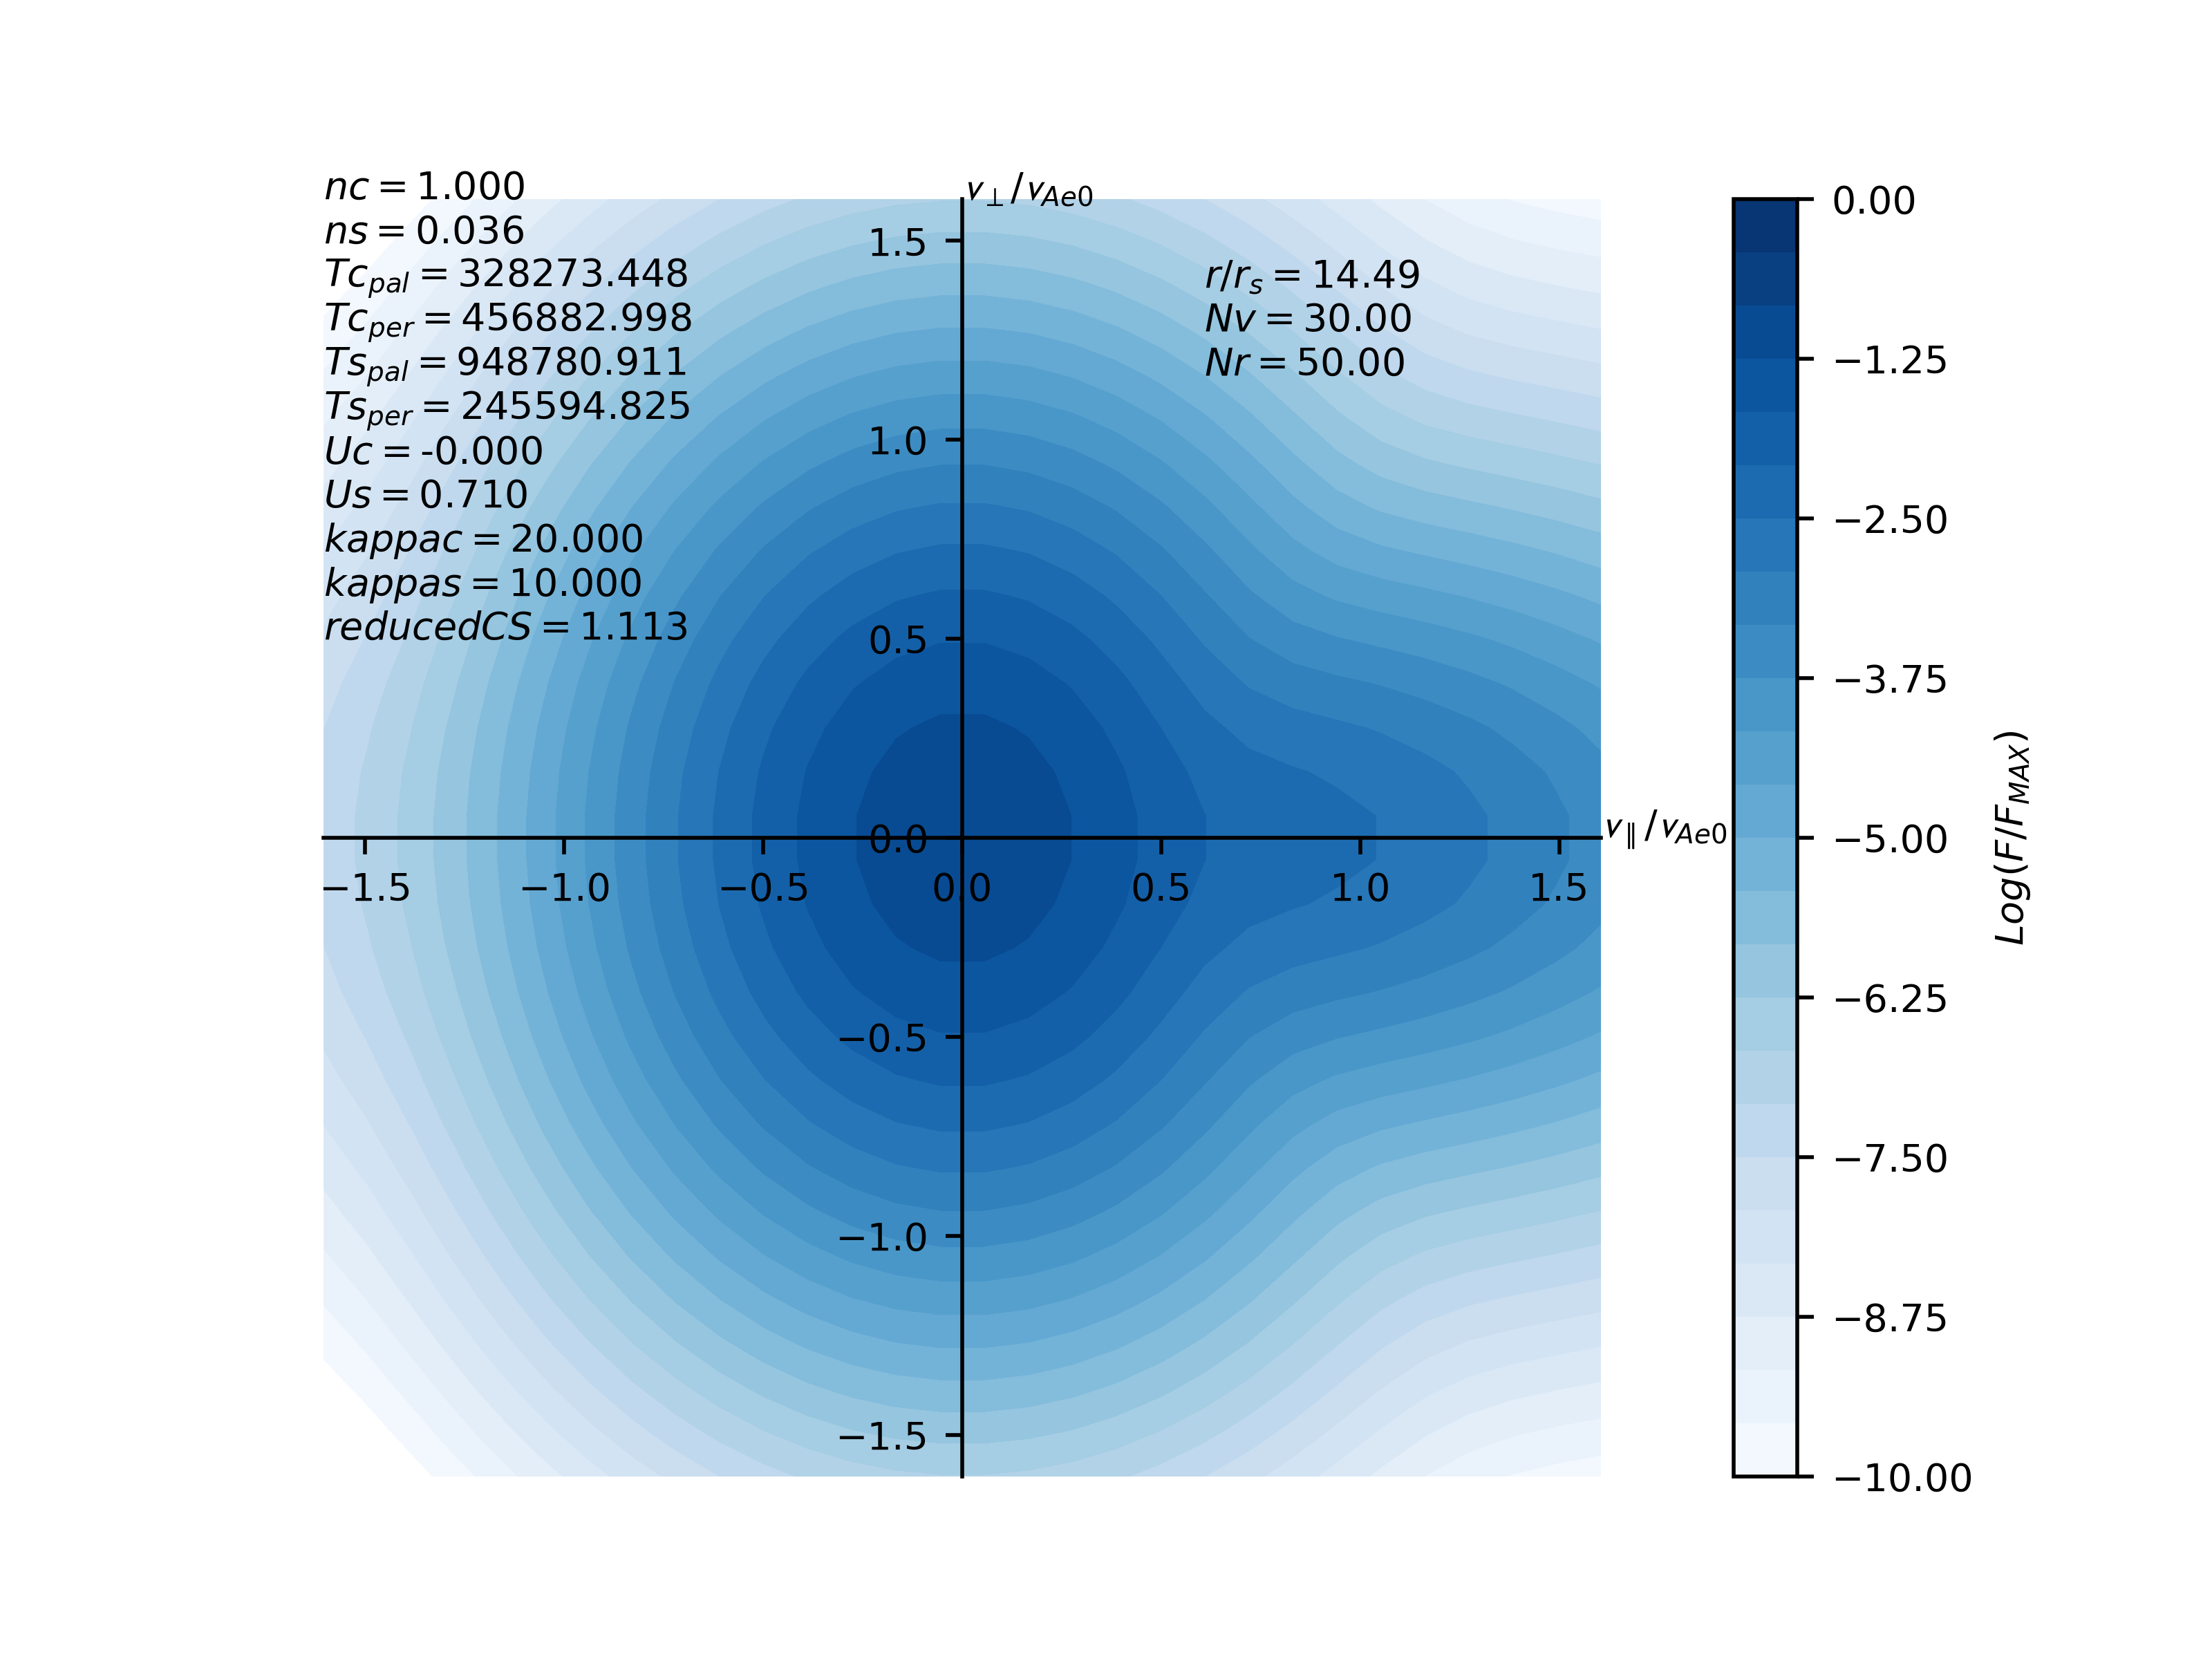 nc = 1.000
ns = 0.036
Tc_pal = 328273.448
Tc_per = 456882.998
Ts_pal = 948780.911
Ts_per = 245594.825
Uc = -0.000
Us = 0.710
kappac = 20.000
kappas = 10.000
reducedCS = 1.113
v⊥/v_Ae0
r/r_s = 14.49
Nv = 30.00
Nr = 50.00
1.5
1.0
0.5
0.0
−0.5
−1.0
−1.5
−1.5 −1.0 −0.5 0.0 0.5 1.0 1.5
v∥/v_Ae0
0.00
−1.25
−2.50
−3.75
−5.00
−6.25
−7.50
−8.75
−10.00
Log(F/F_MAX)